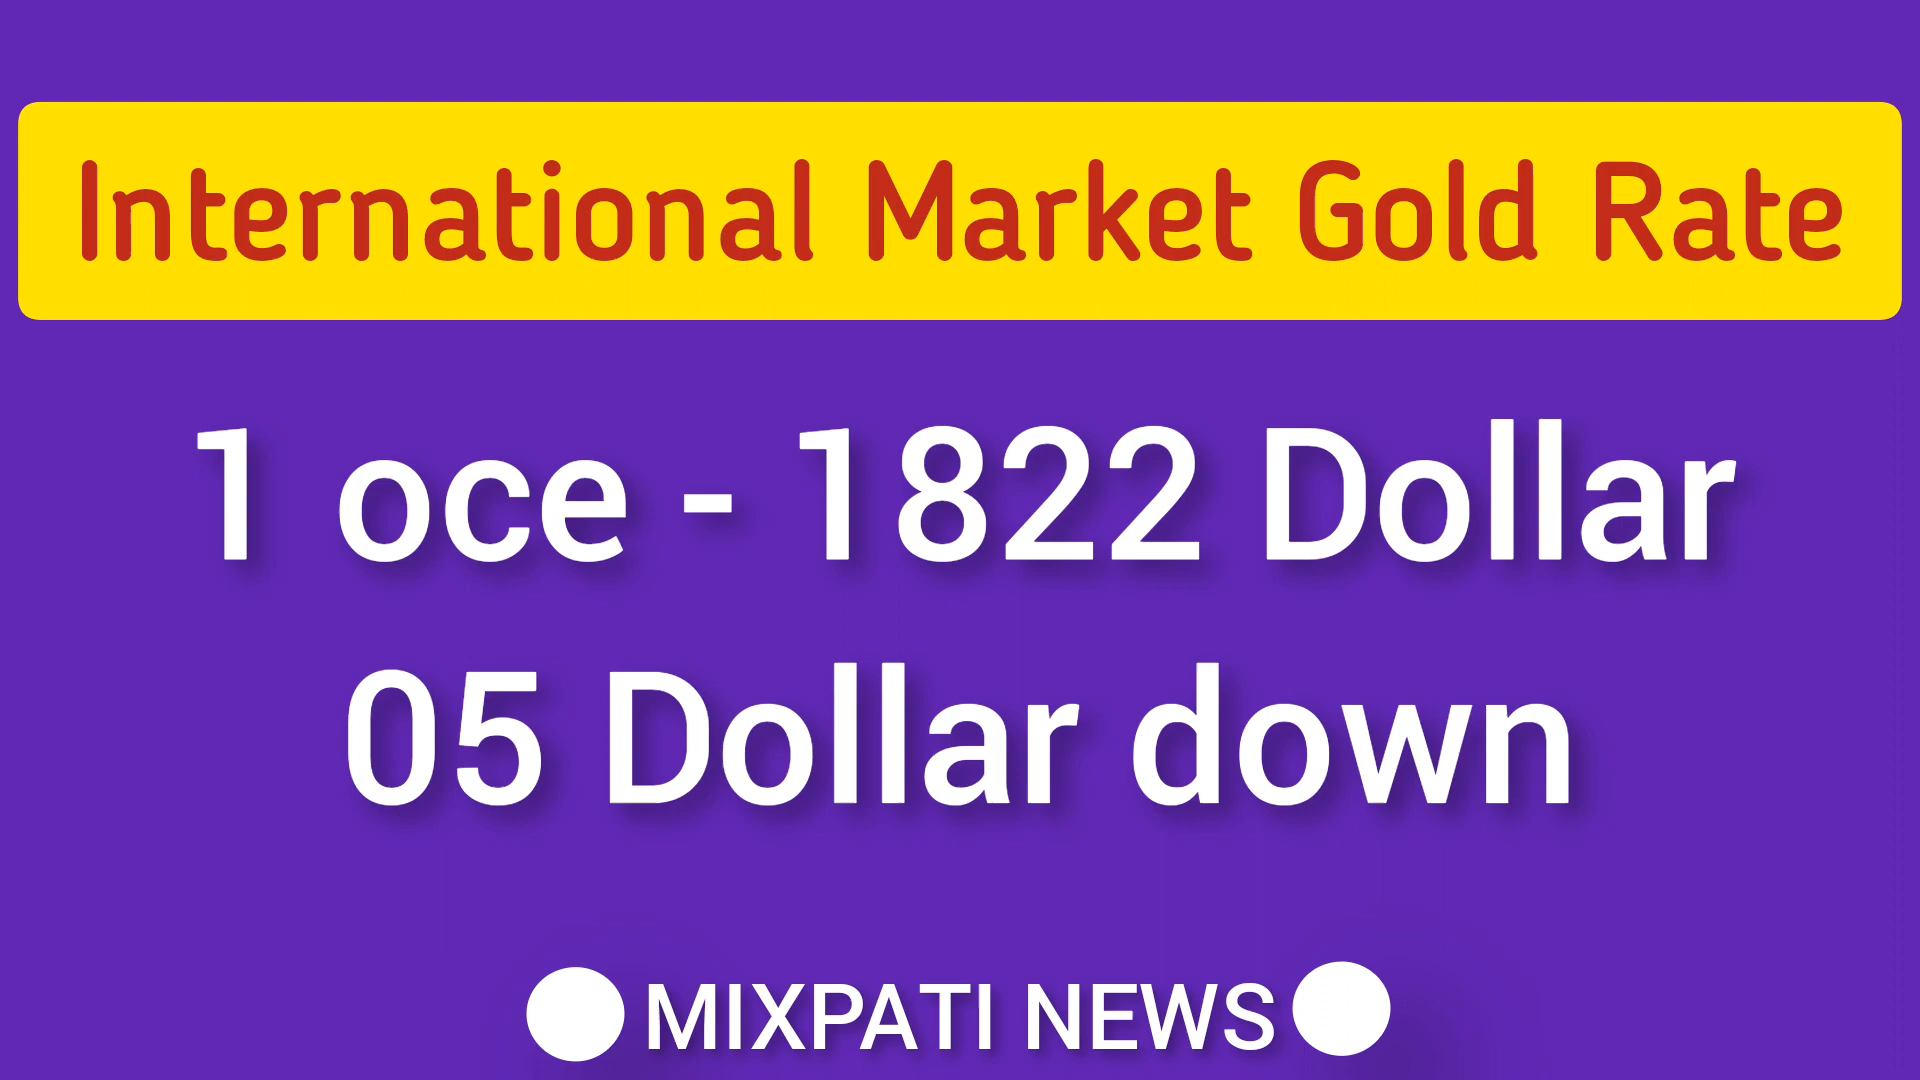 International Market Gold Rate
1 oce - 1822 Dollar
05 Dollar down
MIXPATI NEWS